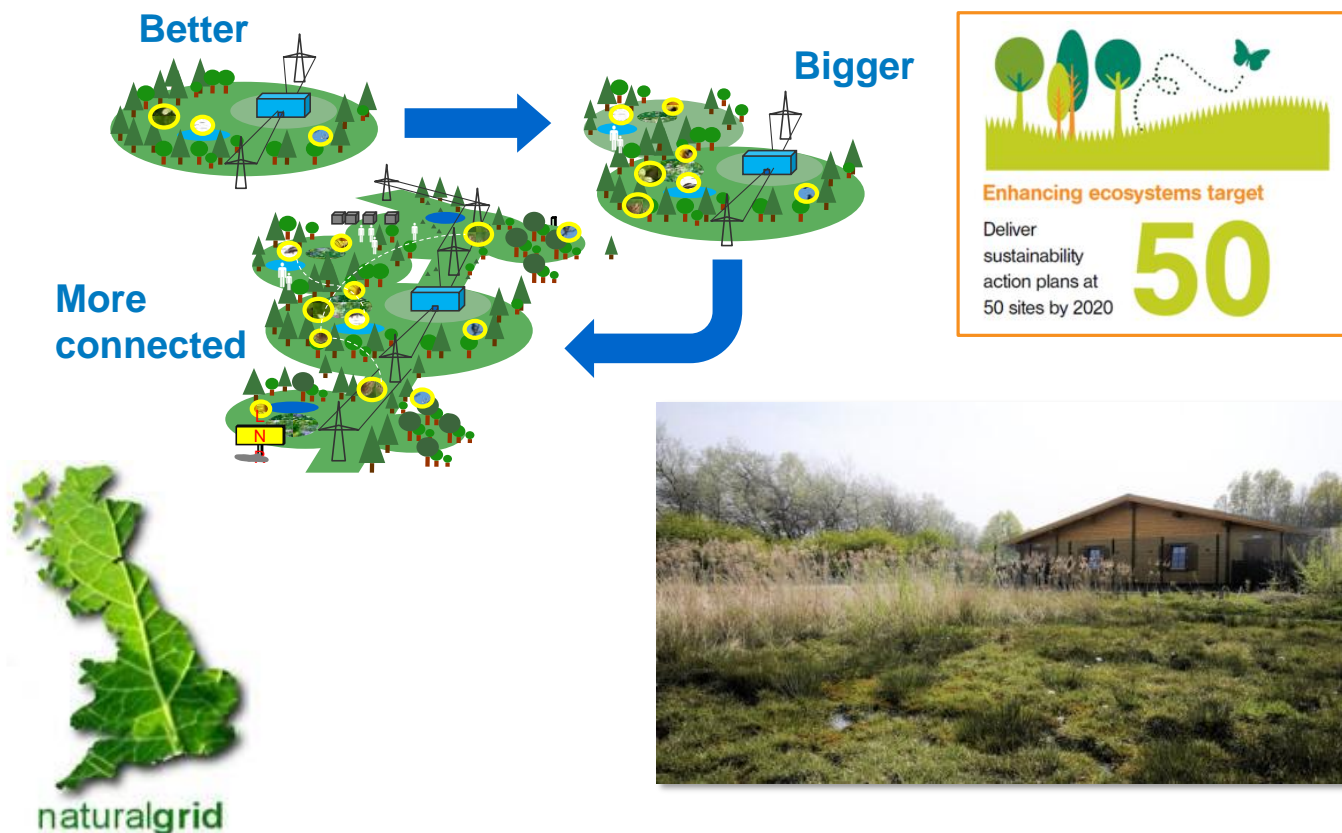 Better
Bigger
More
connected
L
N
R
Enhancing ecosystems target
Deliver
sustainability
action plans at
50 sites by 2020
50
naturalgrid